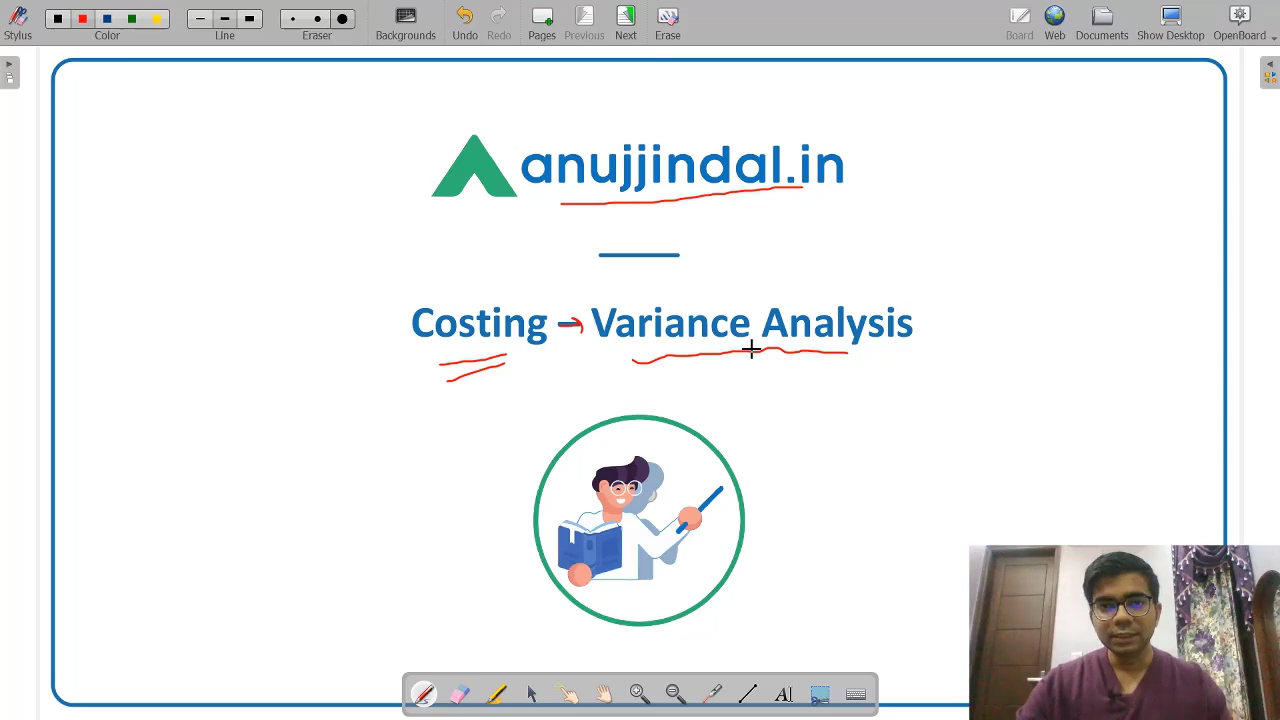 Stylus
Color
Line
Eraser
Backgrounds
Undo
Redo
Pages
Previous
Next
Erase
Board
Web
Documents
Show Desktop
OpenBoard
anujjindal.in
Costing – Variance Analysis